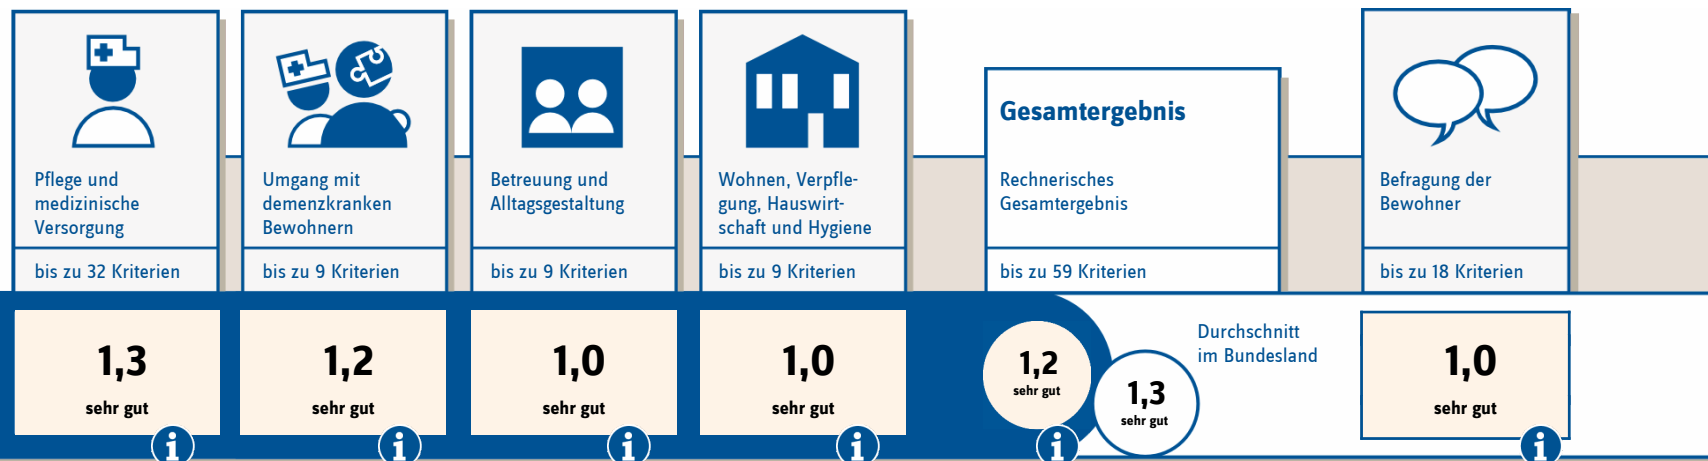 Pflege und
medizinische
Versorgung
bis zu 32 Kriterien
1,3
sehr gut
i
Umgang mit
demenzkranken
Bewohnern
bis zu 9 Kriterien
1,2
sehr gut
i
Betreuung und
Alltagsgestaltung
bis zu 9 Kriterien
1,0
sehr gut
i
Wohnen, Verpfle-
gung, Hauswirt-
schaft und Hygiene
bis zu 9 Kriterien
1,0
sehr gut
i
Gesamtergebnis
Rechnerisches
Gesamtergebnis
bis zu 59 Kriterien
1,2
sehr gut
i
Durchschnitt
im Bundesland
1,3
sehr gut
Befragung der
Bewohner
bis zu 18 Kriterien
1,0
sehr gut
i